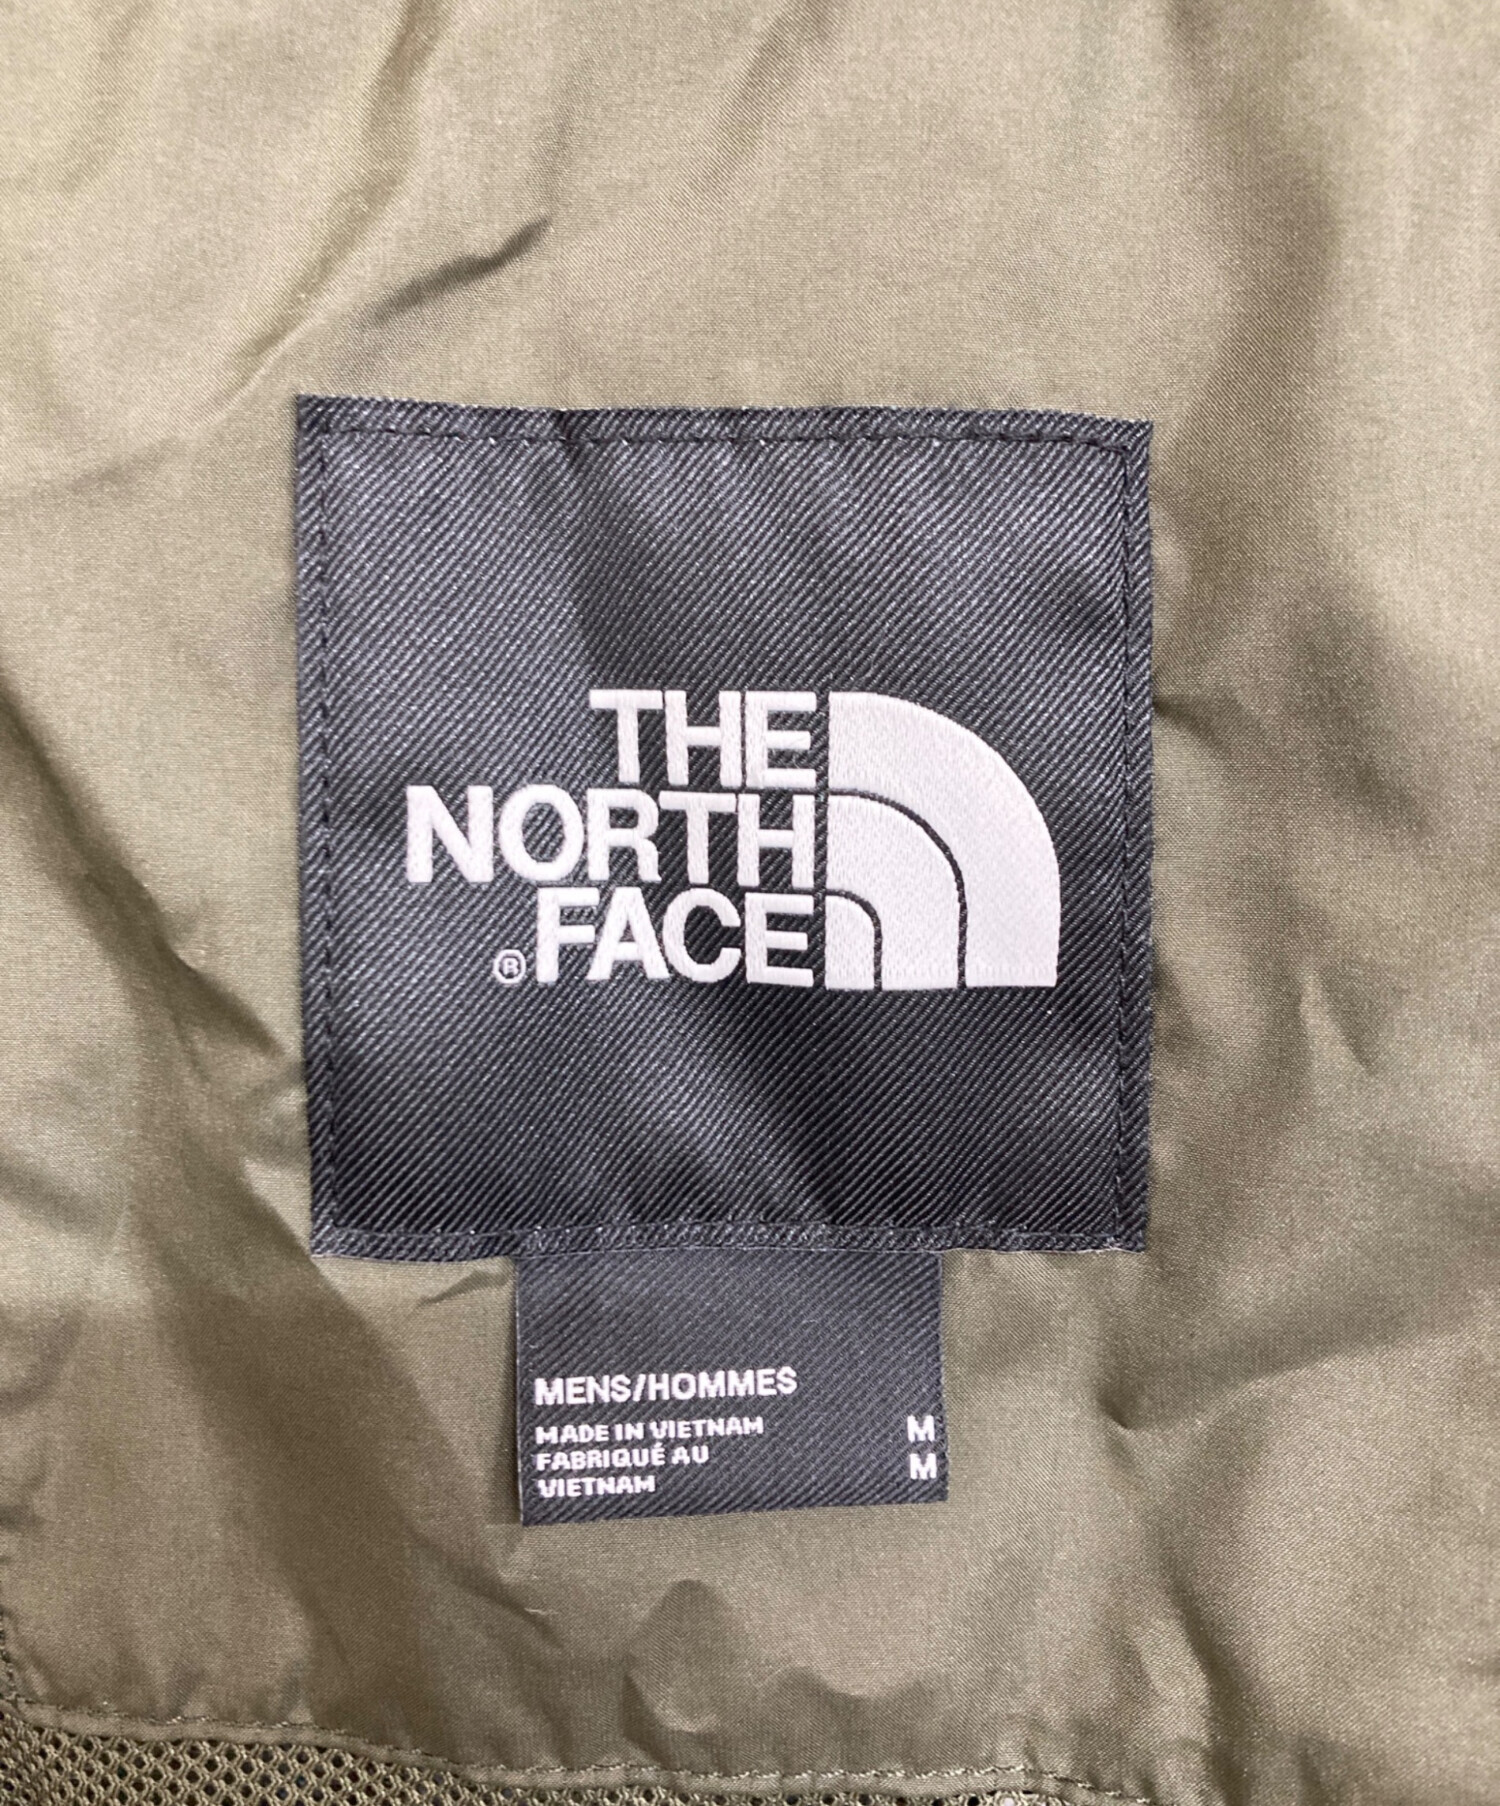 THE
NORTH
®FACE
MENS/HOMMES
MADE IN VIETNAM M
FABRIQUÉ AU M
VIETNAM